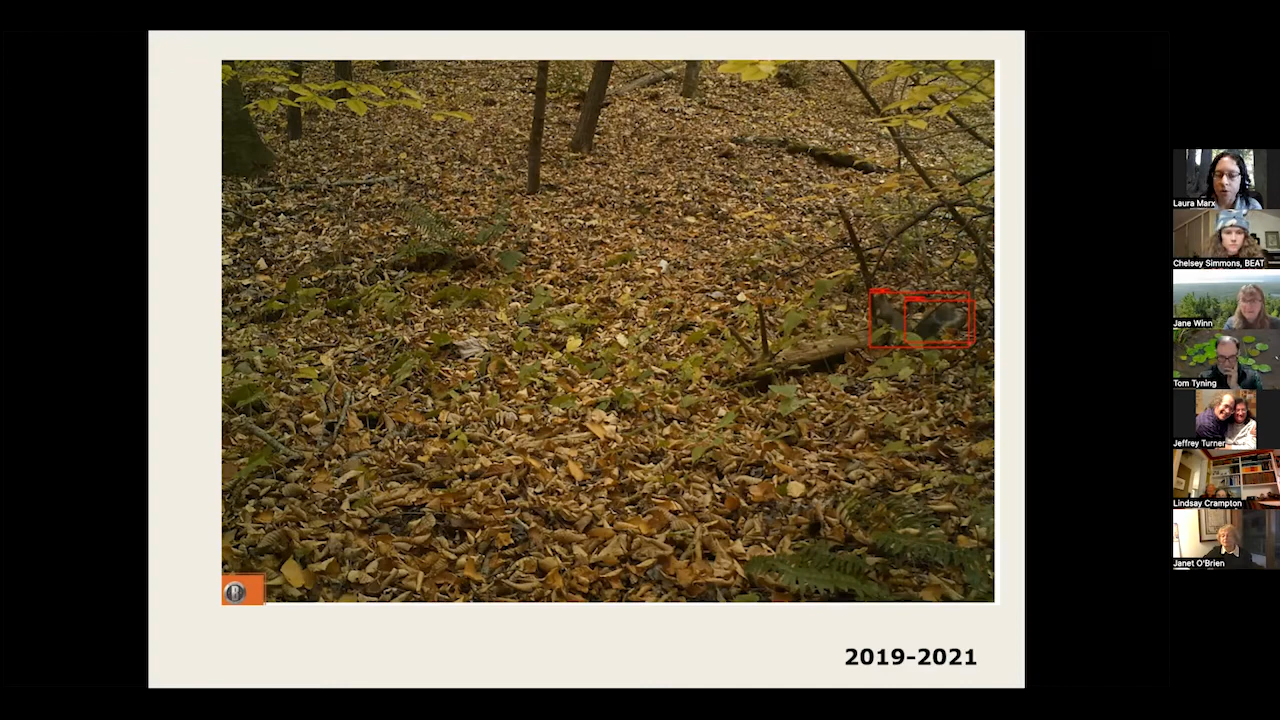 B
2019-2021
Laura Marx
Chelsey Simmons, BEAT
Jane Winn
Tom Tyning
Jeffrey Turner
Lindsay Crampton
Janet O'Brien